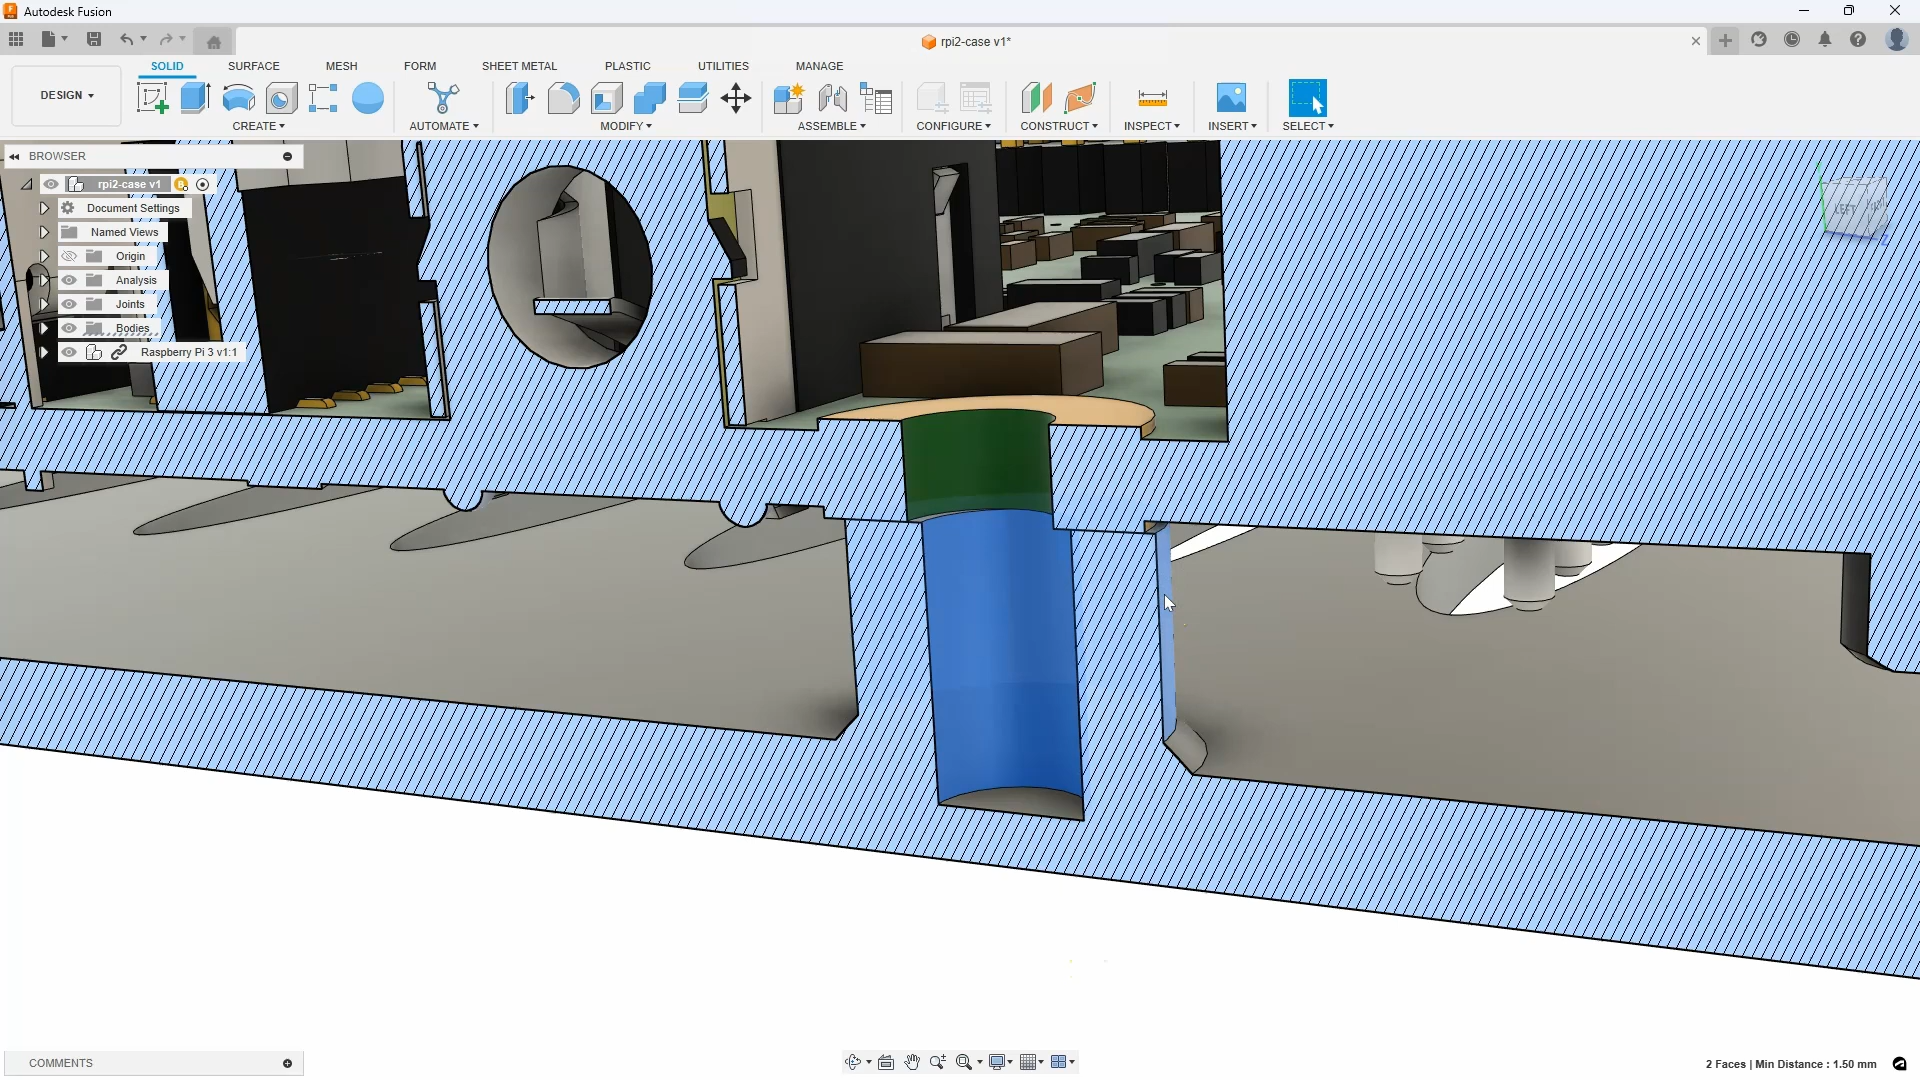 Autodesk Fusion
rpi2-case v1*
DESIGN
SOLID
SURFACE
MESH
FORM
SHEET METAL
PLASTIC
UTILITIES
MANAGE
CREATE
AUTOMATE
MODIFY
ASSEMBLE
CONFIGURE
CONSTRUCT
INSPECT
INSERT
SELECT
BROWSER
rpi2-case v1
Document Settings
Named Views
Origin
Analysis
Joints
Bodies
Raspberry Pi 3 v1:1
LEFT
Z
COMMENTS
2 Faces | Min Distance : 1.50 mm